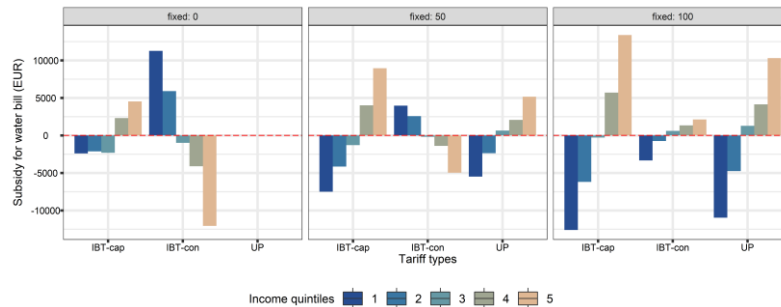 fixed: 0
fixed: 50
fixed: 100
Subsidy for water bill (EUR)
10000
5000
0
-5000
-10000
IBT-cap IBT-con UP
IBT-cap IBT-con UP
IBT-cap IBT-con UP
Tariff types
Income quintiles 1 2 3 4 5